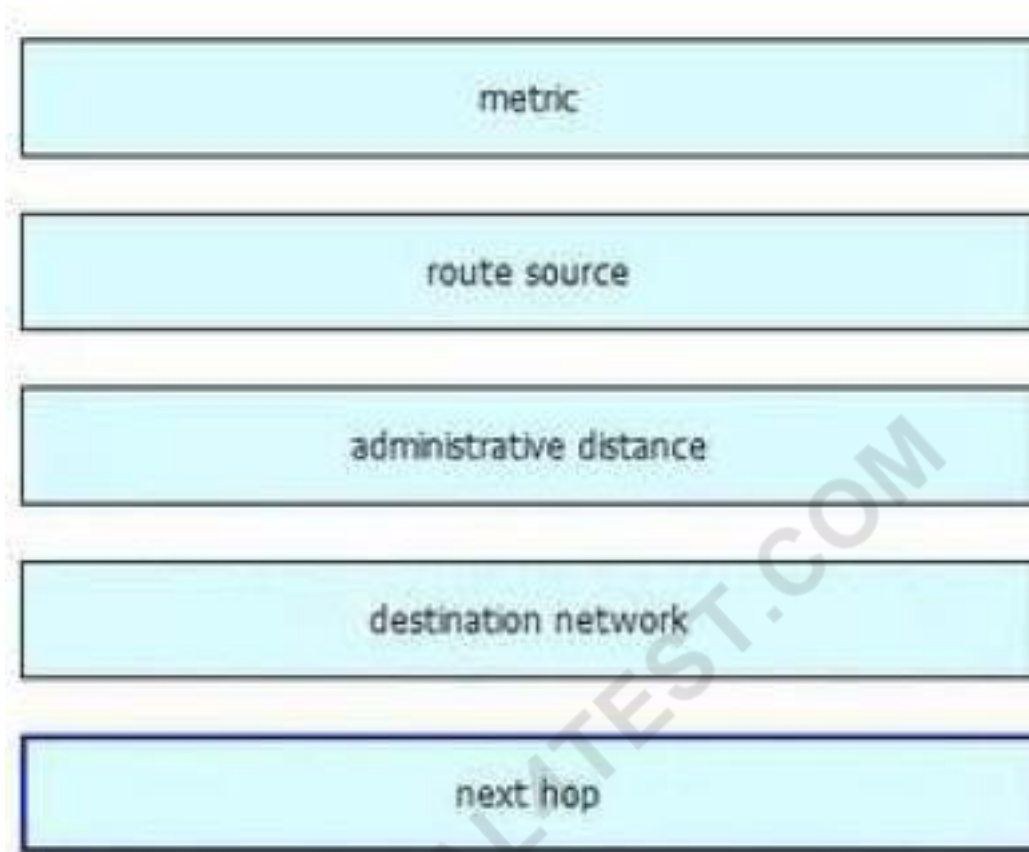 metric
route source
administrative distance
destination network
next hop